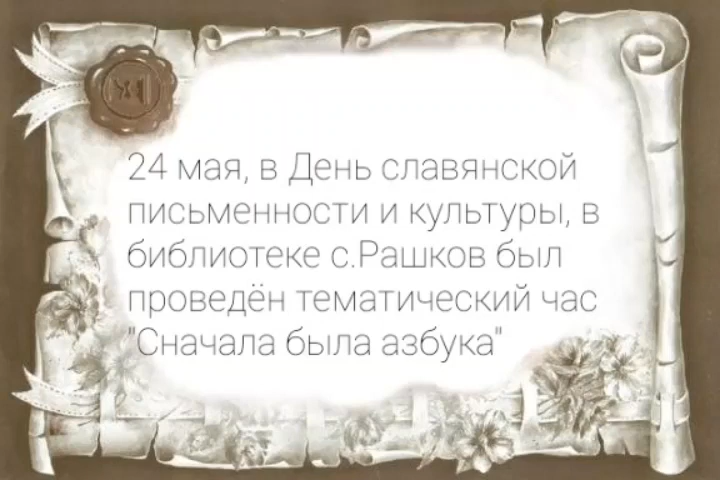 24 мая, в День славянской
письменности и культуры, в
библиотеке с.Рашков был
проведён тематический час
"Сначала была азбука"